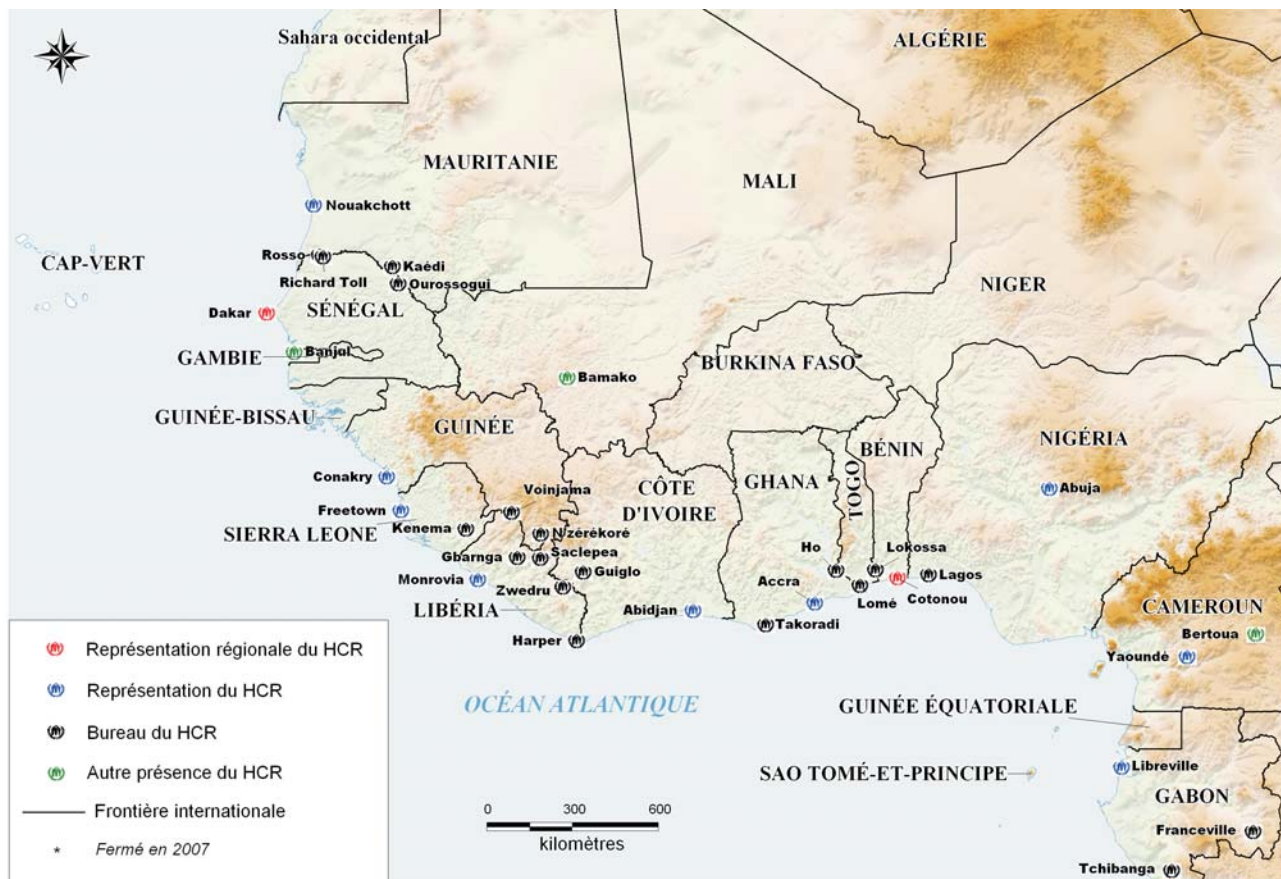 Sahara occidental
ALGÉRIE
MAURITANIE
MALI
Nouakchott
CAP-VERT
Rosso
Kaédi
Richard Toll
Ourossogui
NIGER
Dakar
SÉNÉGAL
GAMBIE
Banjul
BURKINA FASO
Bamako
GUINÉE-BISSAU
GUINÉE
NIGÉRIA
BÉNIN
Conakry
Voinjama
CÔTE
D'IVOIRE
GHANA
TOGO
Abuja
Freetown
SIERRA LEONE
Kenema
N'zérékoré
Gbarnga
Saclepea
Ho
Lokossa
Monrovia
Guiglo
Zwedru
Accra
Lagos
Lomé
Cotonou
LIBÉRIA
Abidjan
Takoradi
CAMEROUN
Harper
Bertoua
Yaoundé
OCÉAN ATLANTIQUE
GUINÉE ÉQUATORIALE
SAO TOMÉ-ET-PRINCIPE
Libreville
GABON
Franceville
Tchibanga
Représentation régionale du HCR
Représentation du HCR
Bureau du HCR
Autre présence du HCR
Frontière internationale
* Fermé en 2007
0 300 600
kilomètres